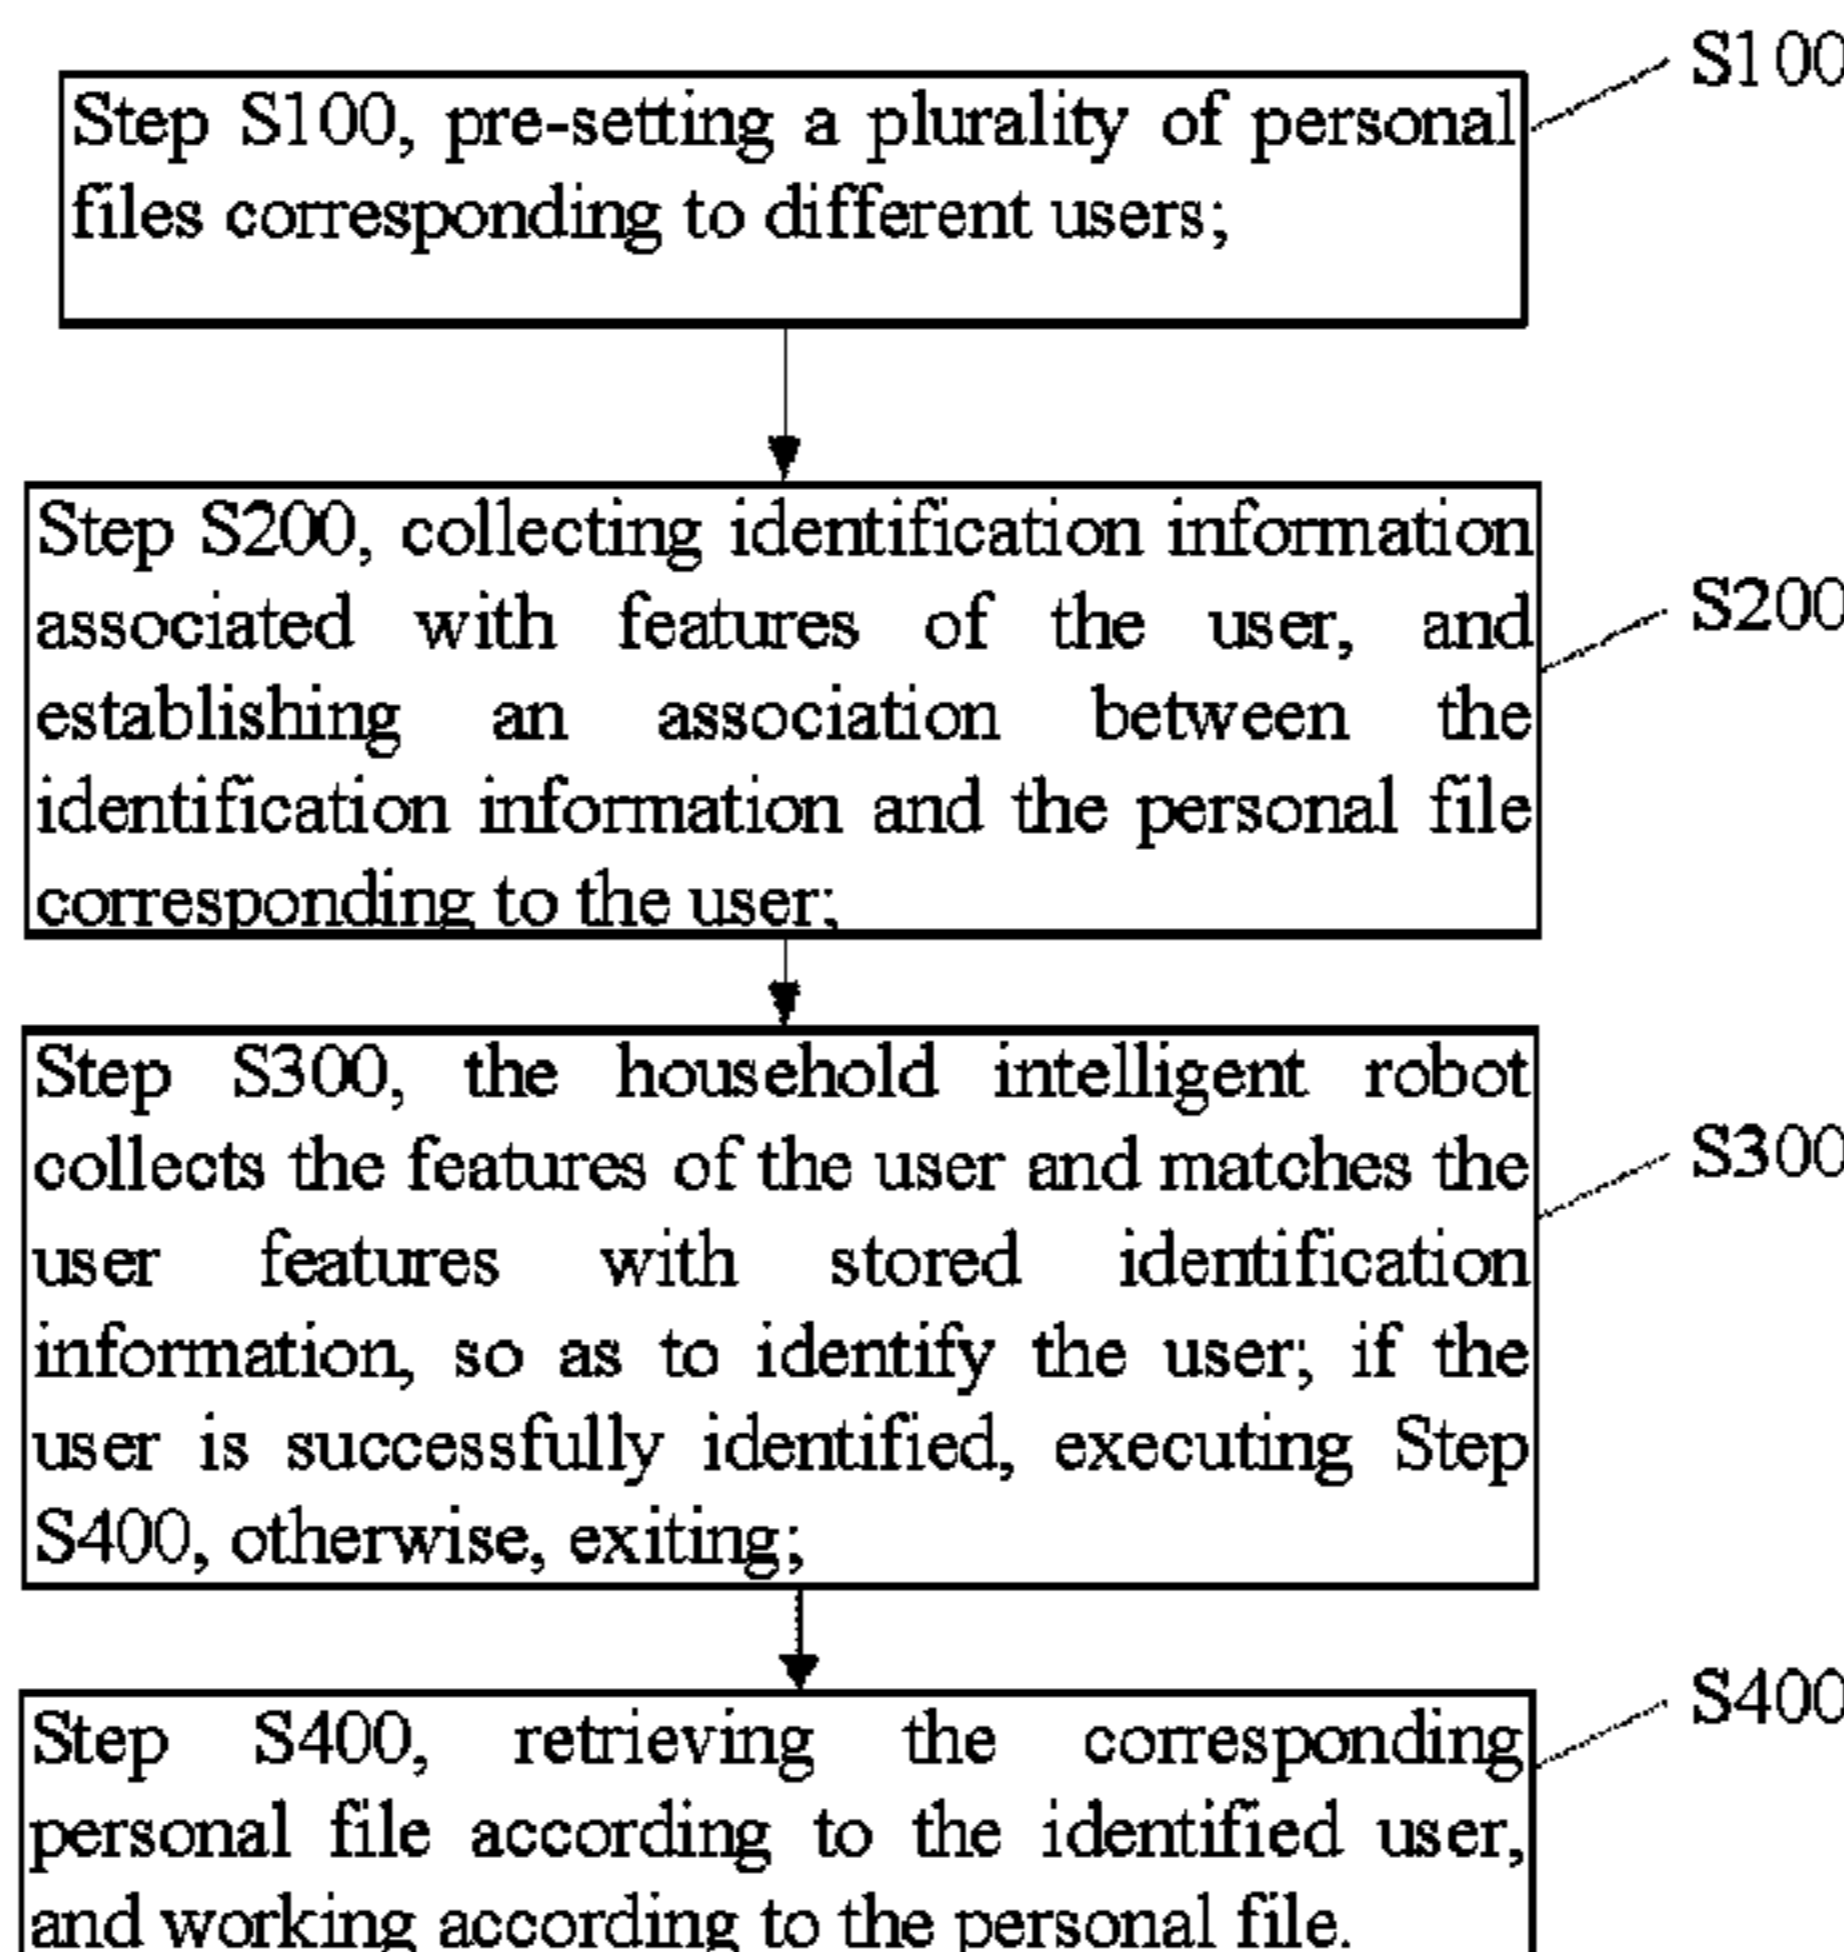 S100
Step S100, pre-setting a plurality of personal
files corresponding to different users;
Step S200, collecting identification information
associated with features of the user, and
establishing an association between the
identification information and the personal file
corresponding to the user;
S200
Step S300, the household intelligent robot
collects the features of the user and matches the
user features with stored identification
information, so as to identify the user; if the
user is successfully identified, executing Step
S400, otherwise, exiting;
S300
Step S400, retrieving the corresponding
personal file according to the identified user,
and working according to the personal file.
S400